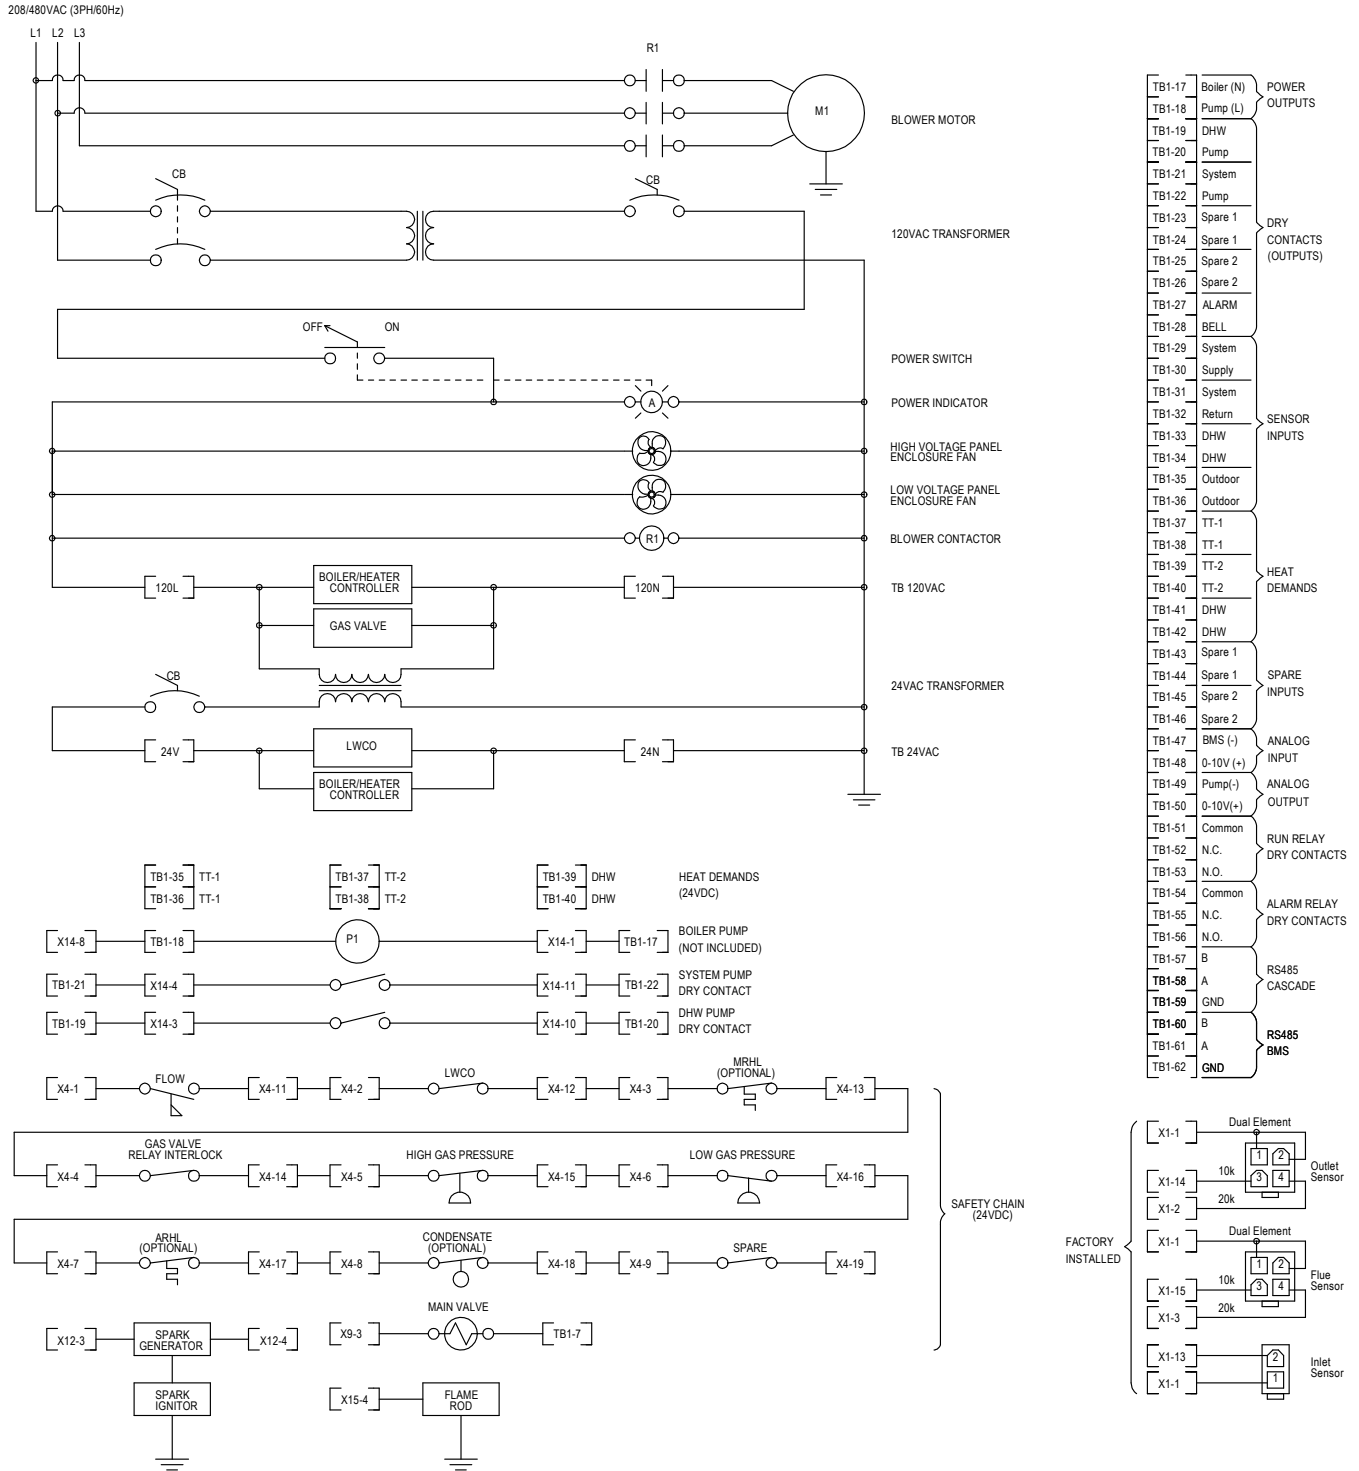 208/480VAC (3PH/60Hz)
L1 L2 L3
R1
M1
BLOWER MOTOR
CB
CB
120VAC TRANSFORMER
OFF ON
POWER SWITCH
A
POWER INDICATOR
HIGH VOLTAGE PANEL
ENCLOSURE FAN
LOW VOLTAGE PANEL
ENCLOSURE FAN
R1
BLOWER CONTACTOR
120L
BOILER/HEATER
CONTROLLER
120N
TB 120VAC
GAS VALVE
CB
24VAC TRANSFORMER
24V
LWCO
24N
TB 24VAC
BOILER/HEATER
CONTROLLER
TB1-35 TT-1
TB1-36 TT-1
TB1-37 TT-2
TB1-38 TT-2
TB1-39 DHW
TB1-40 DHW
HEAT DEMANDS
(24VDC)
X14-8 TB1-18 P1 X14-1 TB1-17
BOILER PUMP
(NOT INCLUDED)
TB1-21 X14-4 X14-11 TB1-22
SYSTEM PUMP
DRY CONTACT
TB1-19 X14-3 X14-10 TB1-20
DHW PUMP
DRY CONTACT
X4-1 FLOW X4-11 X4-2 LWCO X4-12 X4-3
MRHL
(OPTIONAL)
X4-13
X4-4
GAS VALVE
RELAY INTERLOCK
X4-14 X4-5
HIGH GAS PRESSURE
X4-15 X4-6
LOW GAS PRESSURE
X4-16
X4-7
ARHL
(OPTIONAL)
X4-17 X4-8
CONDENSATE
(OPTIONAL)
X4-18 X4-9
SPARE
X4-19
SAFETY CHAIN
(24VDC)
X12-3
SPARK
GENERATOR
X12-4
X9-3
MAIN VALVE
TB1-7
SPARK
IGNITOR
X15-4
FLAME
ROD
TB1-17 Boiler (N)
TB1-18 Pump (L)
POWER
OUTPUTS
TB1-19 DHW
TB1-20 Pump
TB1-21 System
TB1-22 Pump
TB1-23 Spare 1
TB1-24 Spare 1
TB1-25 Spare 2
TB1-26 Spare 2
TB1-27 ALARM
TB1-28 BELL
DRY
CONTACTS
(OUTPUTS)
TB1-29 System
TB1-30 Supply
TB1-31 System
TB1-32 Return
TB1-33 DHW
TB1-34 DHW
TB1-35 Outdoor
TB1-36 Outdoor
SENSOR
INPUTS
TB1-37 TT-1
TB1-38 TT-1
TB1-39 TT-2
TB1-40 TT-2
TB1-41 DHW
TB1-42 DHW
HEAT
DEMANDS
TB1-43 Spare 1
TB1-44 Spare 1
TB1-45 Spare 2
TB1-46 Spare 2
SPARE
INPUTS
TB1-47 BMS (-)
TB1-48 0-10V (+)
ANALOG
INPUT
TB1-49 Pump(-)
TB1-50 0-10V(+)
ANALOG
OUTPUT
TB1-51 Common
TB1-52 N.C.
TB1-53 N.O.
RUN RELAY
DRY CONTACTS
TB1-54 Common
TB1-55 N.C.
TB1-56 N.O.
ALARM RELAY
DRY CONTACTS
TB1-57 B
TB1-58 A
TB1-59 GND
RS485
CASCADE
TB1-60 B
TB1-61 A
TB1-62 GND
RS485
BMS
FACTORY
INSTALLED
X1-1 Dual Element
1 2
X1-14 10k 3 4
X1-2 20k
Outlet
Sensor
X1-1 Dual Element
1 2
X1-15 10k 3 4
X1-3 20k
Flue
Sensor
X1-13 2
X1-1 1
Inlet
Sensor